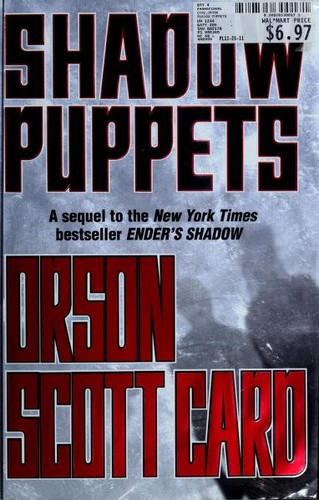 SHADOW
PUPPETS
WAL*MART PRICE
$6.97
A sequel to the New York Times
bestseller ENDER'S SHADOW
ORSON
SCOTT CARD